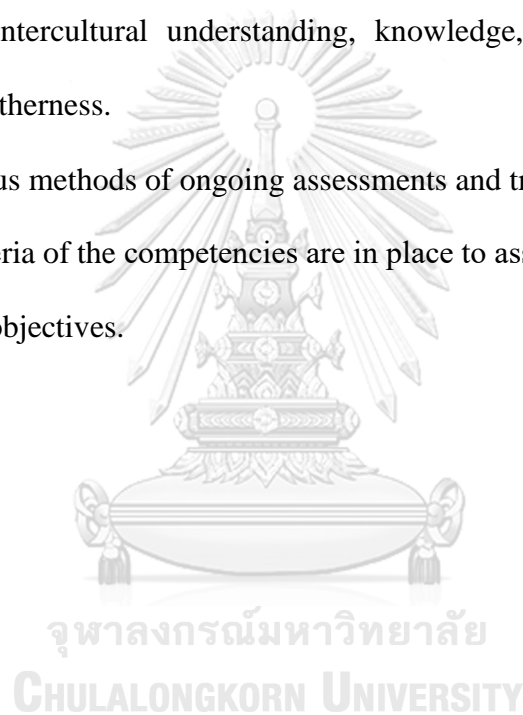 ntercultural understanding, knowledge,
therness.
us methods of ongoing assessments and tr
eria of the competencies are in place to ass
objectives.
จุฬาลงกรณ์มหาวิทยาลัย
CHULALONGKORN UNIVERSITY